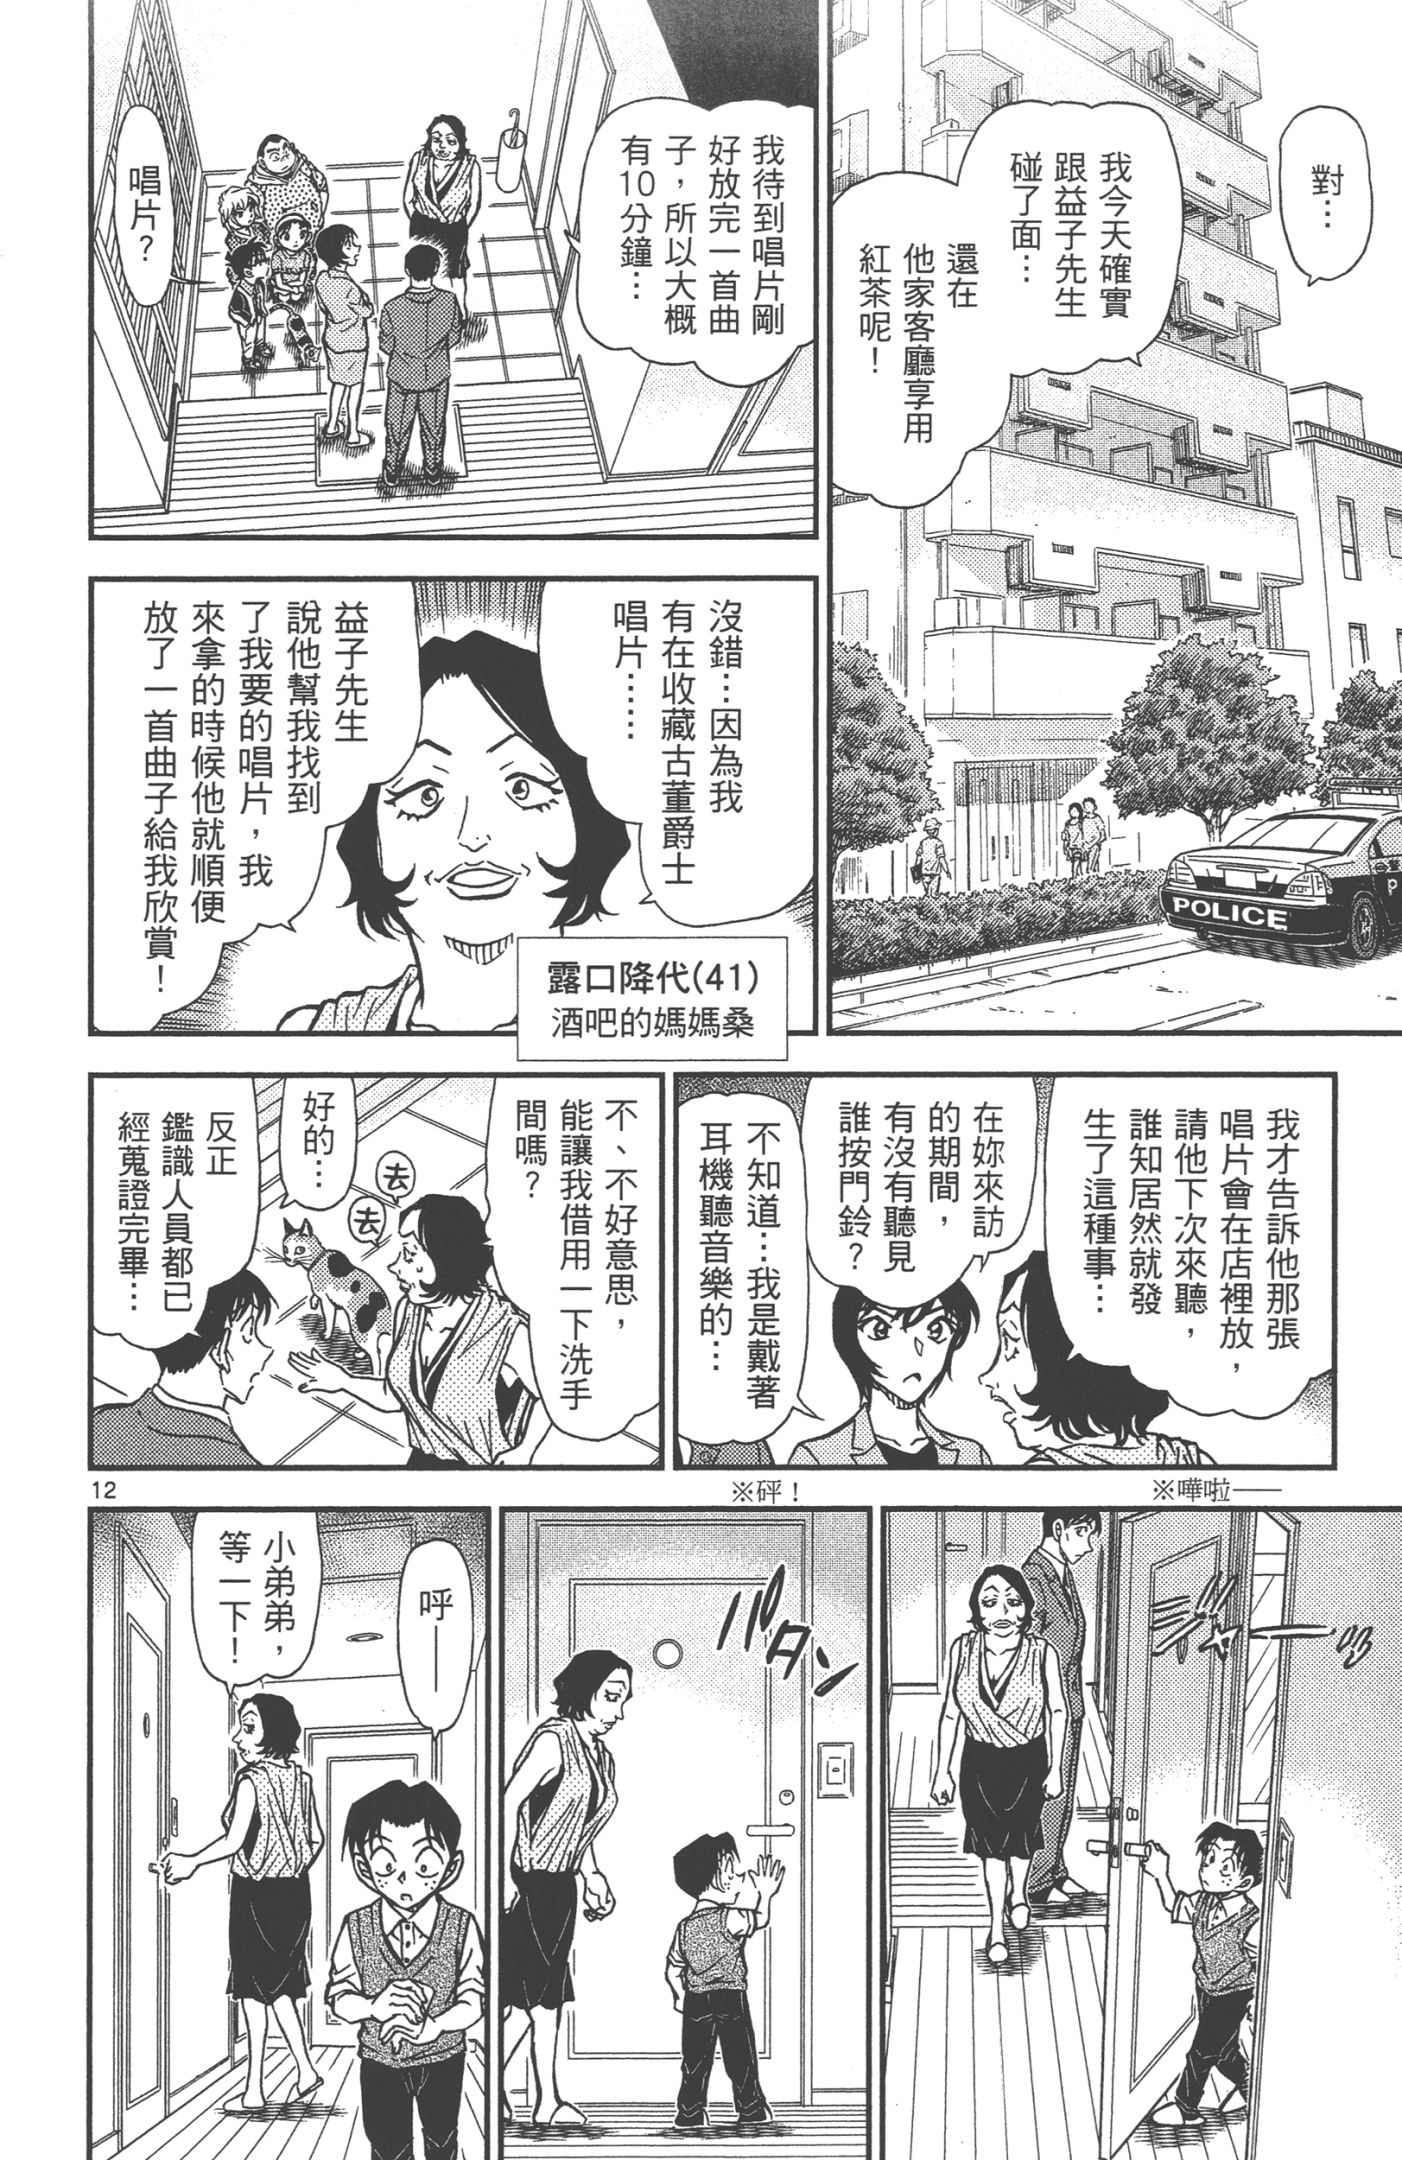 對…
我今天確實
跟益子先生
碰了面…
還在
他家客廳享用
紅茶呢！
POLICE
我待到唱片剛
好放完一首曲
子，所以大概
有10分鐘…
唱片？
沒錯…因為我
有在收藏古董爵士
唱片……
益子先生
說他幫我找到
了我要的唱片，我
來拿的時候他就順便
放了一首曲子給我欣賞！
露口降代(41)
酒吧的媽媽桑
我才告訴他那張
唱片會在店裡放，
請他下次來聽，
誰知居然就發
生了這種事…
在妳來訪
的期間，
有沒有聽見
誰按門鈴？
不知道…我是戴著
耳機聽音樂的…
不、不好意思，
能讓我借用一下洗手
間嗎？
去
去
好的…
反正
鑑識人員都已
經蒐證完畢…
12
※嘩啦──
※砰！
バタン
呼──
小弟弟，
等一下！